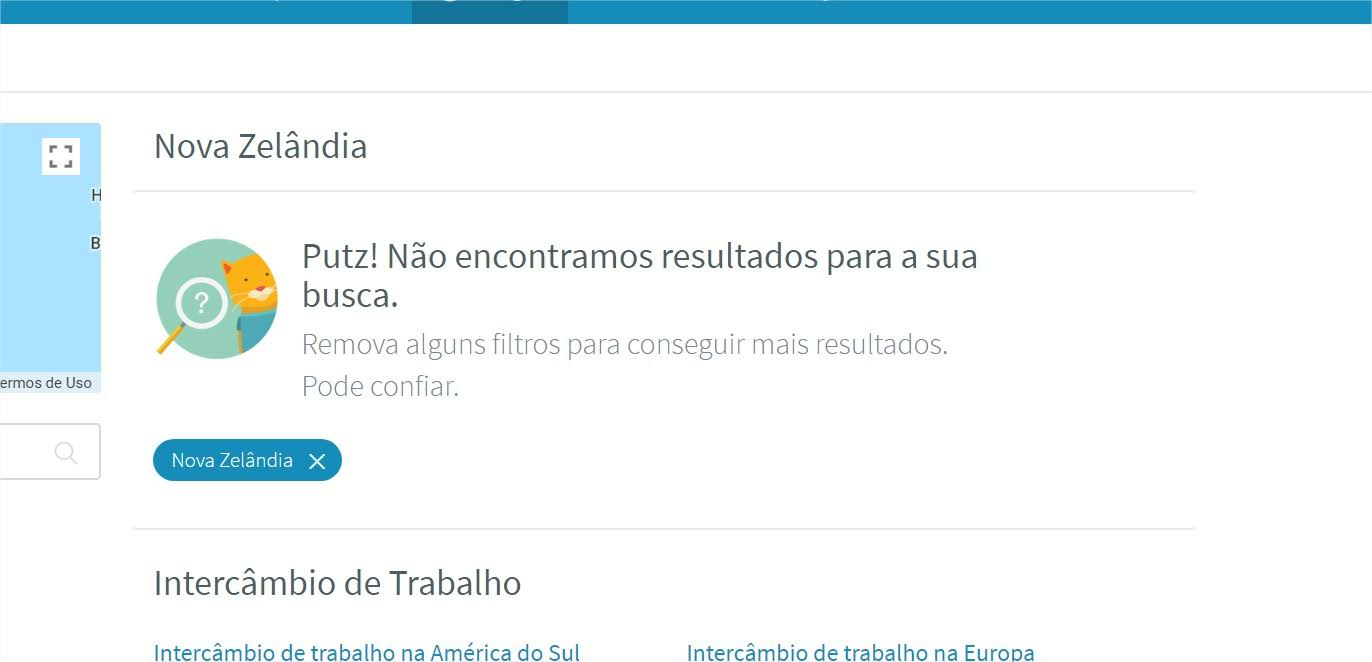 Nova Zelândia
H
B
Putz! Não encontramos resultados para a sua
busca.
?
Remova alguns filtros para conseguir mais resultados.
Pode confiar.
ermos de Uso
Nova Zelândia
Intercâmbio de Trabalho
Intercâmbio de trabalho na América do Sul
Intercâmbio de trabalho na Europa